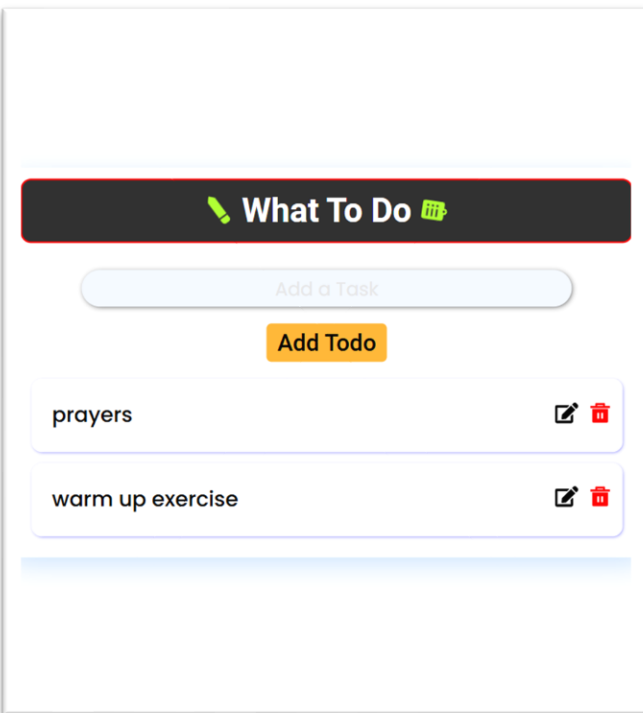 What To Do
Add a Task
Add Todo
prayers
warm up exercise